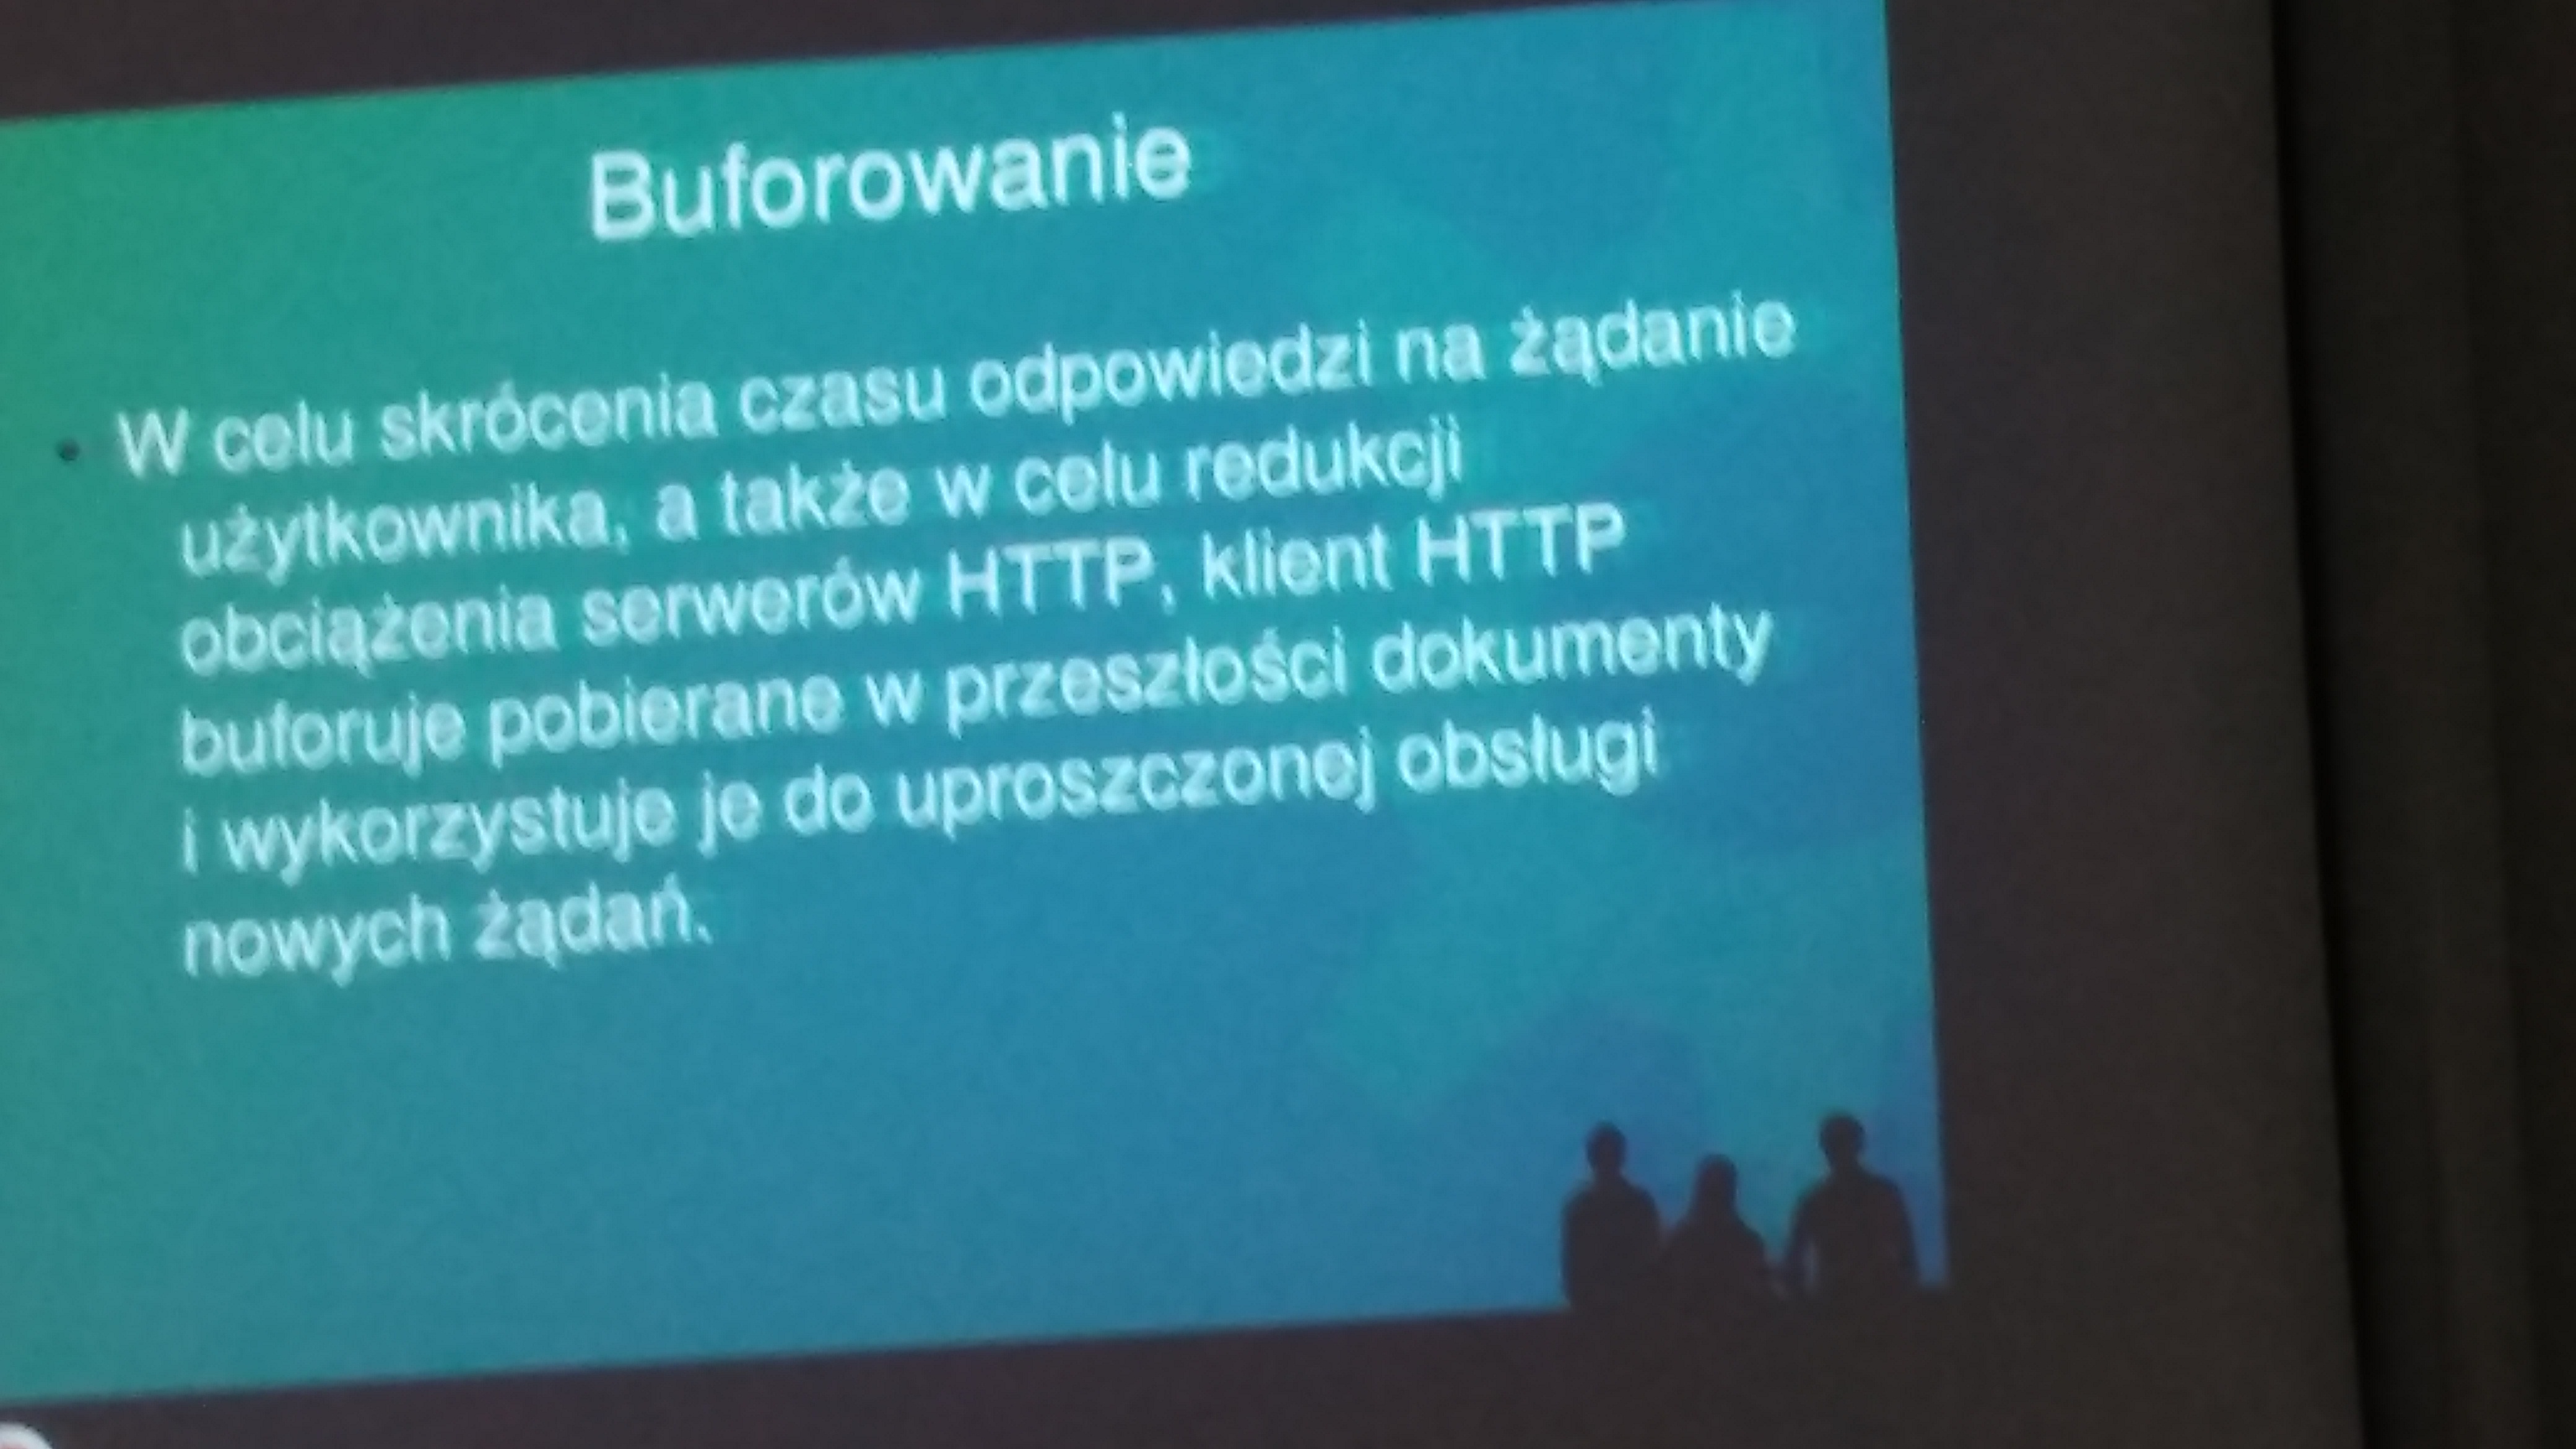 Buforowanie
• W celu skrócenia czasu odpowiedzi na żądanie
użytkownika, a także w celu redukcji
obciążenia serwerów HTTP, klient HTTP
buforuje pobierane w przeszłości dokumenty
i wykorzystuje je do uproszczonej obsługi
nowych żądań.